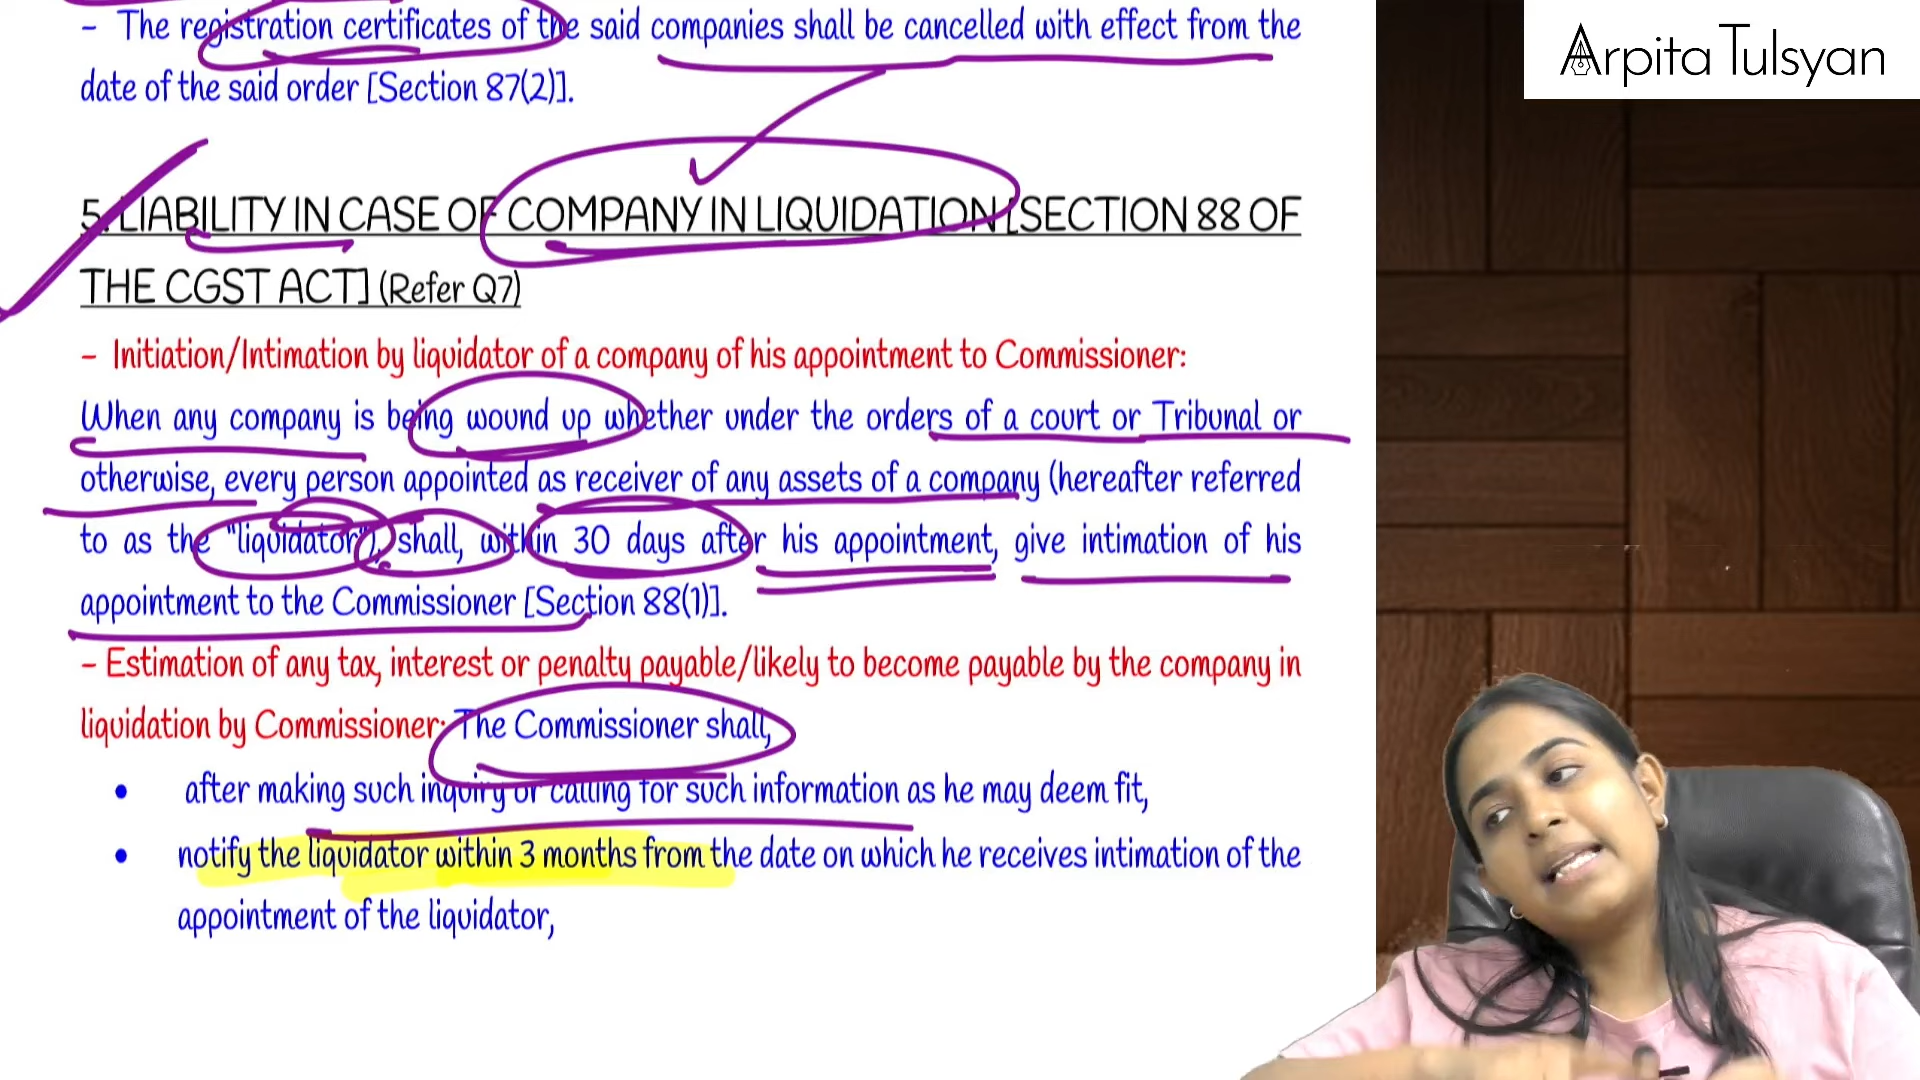 Arpita Tulsyan
- The registration certificates of the said companies shall be cancelled with effect from the
date of the said order [Section 87(2)].
5. LIABILITY IN CASE OF COMPANY IN LIQUIDATION [SECTION 88 OF
THE CGST ACT] (Refer Q7)
- Initiation/Intimation by liquidator of a company of his appointment to Commissioner:
When any company is being wound up whether under the orders of a court or Tribunal or
otherwise, every person appointed as receiver of any assets of a company (hereafter referred
to as the "liquidator"), shall, within 30 days after his appointment, give intimation of his
appointment to the Commissioner [Section 88(1)].
- Estimation of any tax, interest or penalty payable/likely to become payable by the company in
liquidation by Commissioner: The Commissioner shall,
• after making such inquiry or calling for such information as he may deem fit,
• notify the liquidator within 3 months from the date on which he receives intimation of the
appointment of the liquidator,